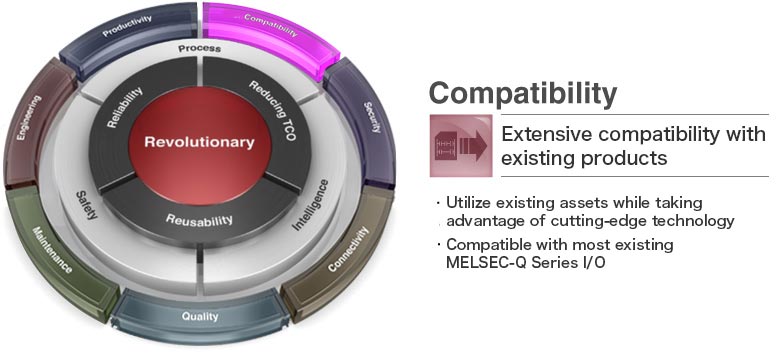 Productivity
Compatibility
Process
Engineering
Reliability
Reducing TCO
Security
Revolutionary
Safety
Reusability
Intelligence
Maintenance
Connectivity
Quality
Compatibility
Extensive compatibility with
existing products
· Utilize existing assets while taking
advantage of cutting-edge technology
· Compatible with most existing
MELSEC-Q Series I/O